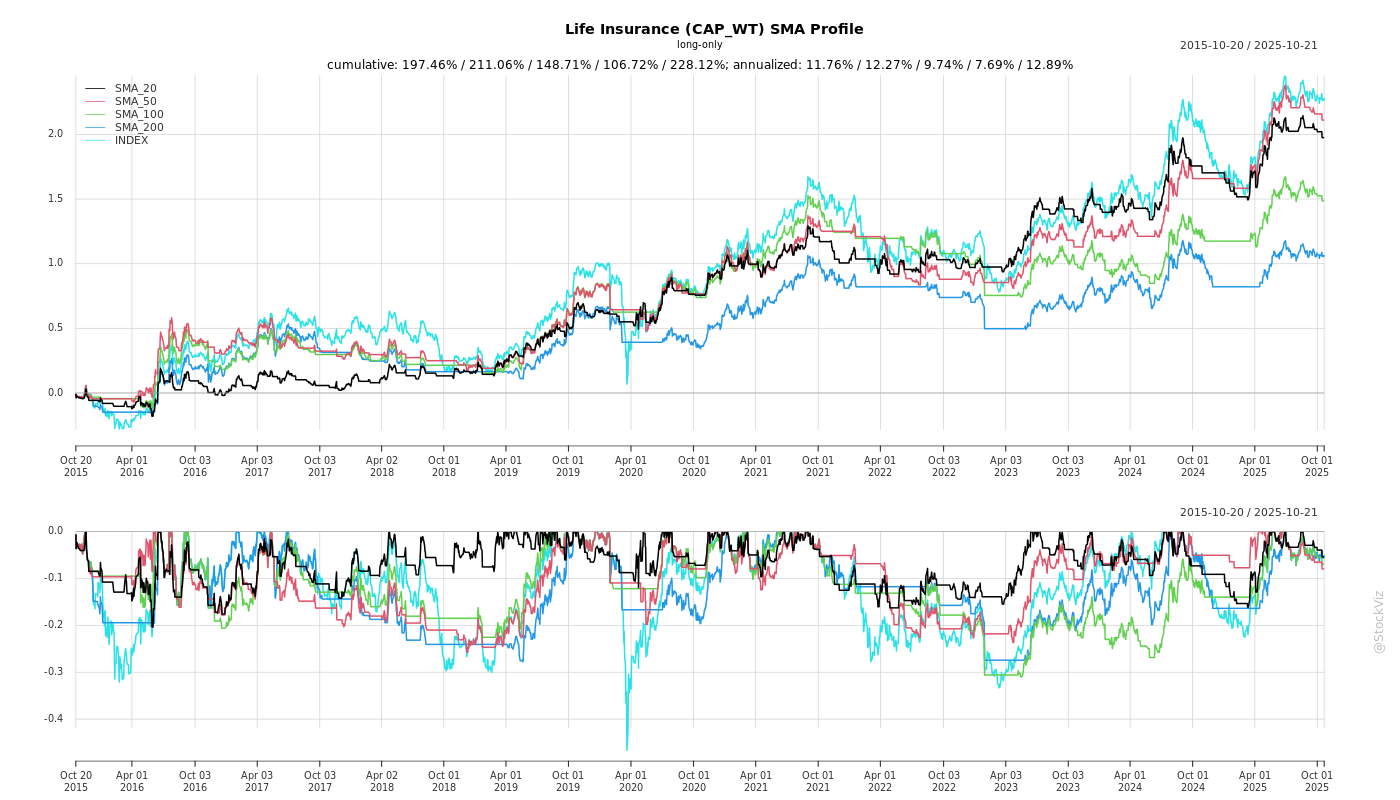 Life Insurance (CAP_WT) SMA Profile
long-only
2015-10-20 / 2025-10-21
cumulative: 197.46% / 211.06% / 148.71% / 106.72% / 228.12%; annualized: 11.76% / 12.27% / 9.74% / 7.69% / 12.89%
SMA_20
SMA_50
SMA_100
SMA_200
INDEX
2.0
1.5
1.0
0.5
0.0
Oct 20 Apr 01 Oct 03 Apr 03 Oct 03 Apr 02 Oct 01 Apr 01 Oct 01 Apr 01 Oct 01 Apr 01 Oct 01 Apr 01 Oct 03 Apr 03 Oct 03 Apr 01 Oct 01 Apr 01 Oct 01
2015 2016 2016 2017 2017 2018 2018 2019 2019 2020 2020 2021 2021 2022 2022 2023 2023 2024 2024 2025 2025
2015-10-20 / 2025-10-21
0.0
-0.1
-0.2
-0.3
-0.4
Oct 20 Apr 01 Oct 03 Apr 03 Oct 03 Apr 02 Oct 01 Apr 01 Oct 01 Apr 01 Oct 01 Apr 01 Oct 01 Apr 01 Oct 03 Apr 03 Oct 03 Apr 01 Oct 01 Apr 01 Oct 01
2015 2016 2016 2017 2017 2018 2018 2019 2019 2020 2020 2021 2021 2022 2022 2023 2023 2024 2024 2025 2025
@StockViz